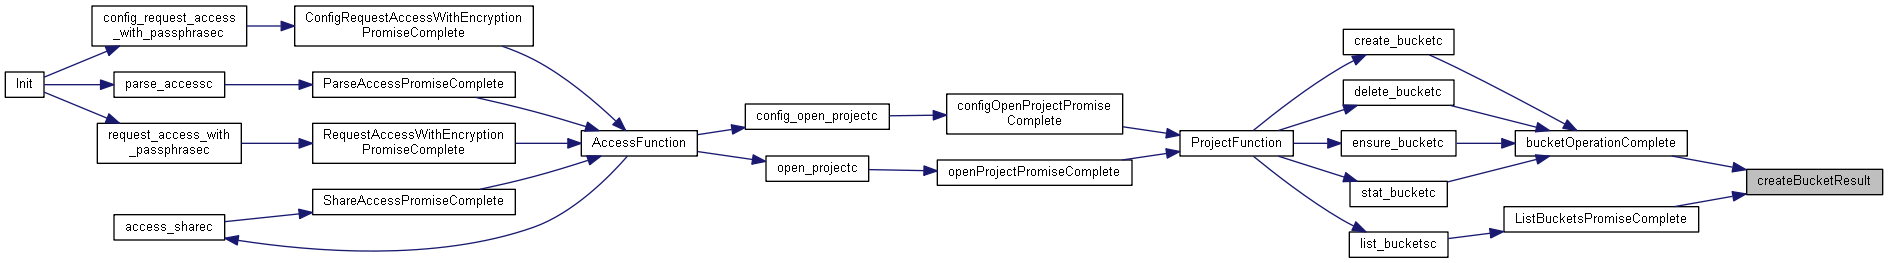 Init
config_request_access
_with_passphrasec
parse_accessc
request_access_with
_passphrasec
access_sharec
ConfigRequestAccessWithEncryption
PromiseComplete
ParseAccessPromiseComplete
RequestAccessWithEncryption
PromiseComplete
ShareAccessPromiseComplete
AccessFunction
config_open_projectc
open_projectc
configOpenProjectPromise
Complete
openProjectPromiseComplete
ProjectFunction
create_bucketc
delete_bucketc
ensure_bucketc
stat_bucketc
list_bucketsc
bucketOperationComplete
ListBucketsPromiseComplete
createBucketResult